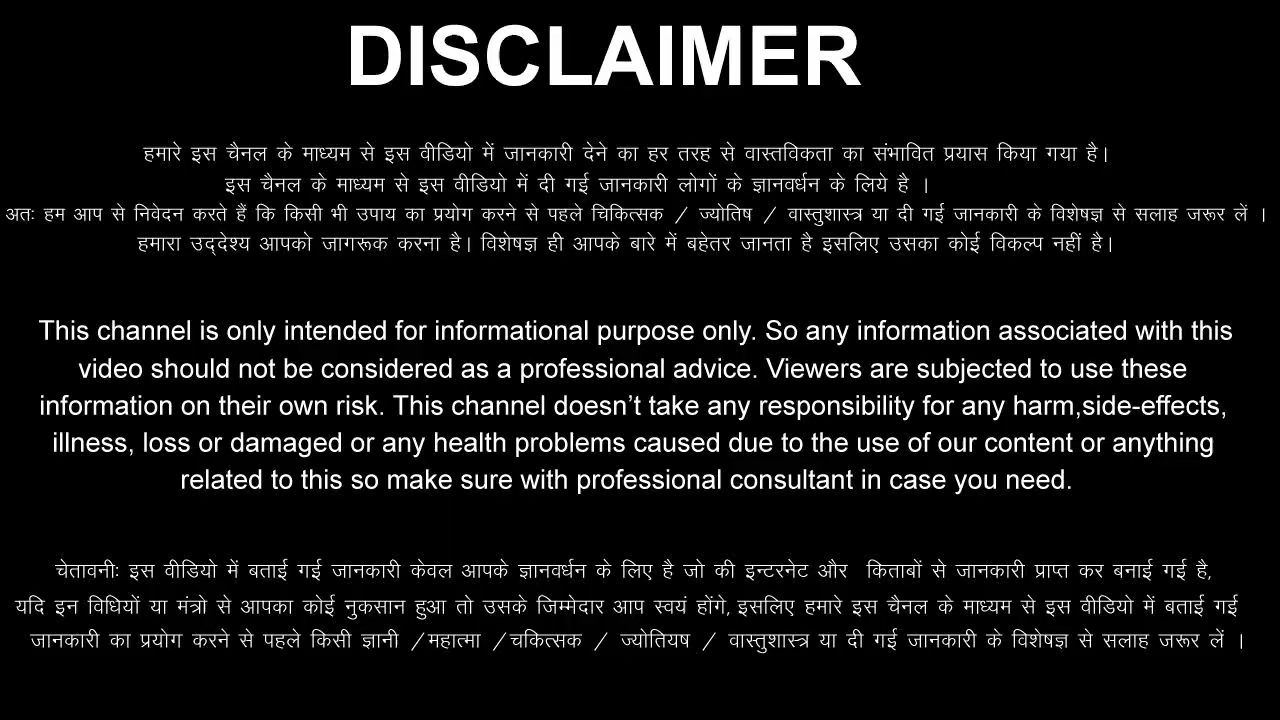 DISCLAIMER
हमारे इस चैनल के माध्यम से इस वीडियो में जानकारी देने का हर तरह से वास्तविकता का संभावित प्रयास किया गया है।
इस चैनल के माध्यम से इस वीडियो में दी गई जानकारी लोगों के ज्ञानवर्धन के लिये है ।
अतः हम आप से निवेदन करते हैं कि किसी भी उपाय का प्रयोग करने से पहले चिकित्सक / ज्योतिष / वास्तुशास्त्र या दी गई जानकारी के विशेषज्ञ से सलाह जरूर लें ।
हमारा उद्देश्य आपको जागरूक करना है। विशेषज्ञ ही आपके बारे में बहेतर जानता है इसलिए उसका कोई विकल्प नहीं है।
This channel is only intended for informational purpose only. So any information associated with this
video should not be considered as a professional advice. Viewers are subjected to use these
information on their own risk. This channel doesn’t take any responsibility for any harm,side-effects,
illness, loss or damaged or any health problems caused due to the use of our content or anything
related to this so make sure with professional consultant in case you need.
चेतावनीः इस वीडियो में बताई गई जानकारी केवल आपके ज्ञानवर्धन के लिए है जो की इन्टरनेट और किताबों से जानकारी प्राप्त कर बनाई गई है,
यदि इन विधियों या मंत्रो से आपका कोई नुकसान हुआ तो उसके जिम्मेदार आप स्वयं होंगे, इसलिए हमारे इस चैनल के माध्यम से इस वीडियो में बताई गई
जानकारी का प्रयोग करने से पहले किसी ज्ञानी /महात्मा /चकित्सक / ज्योतियष / वास्तुशास्त्र या दी गई जानकारी के विशेषज्ञ से सलाह जरूर लें ।